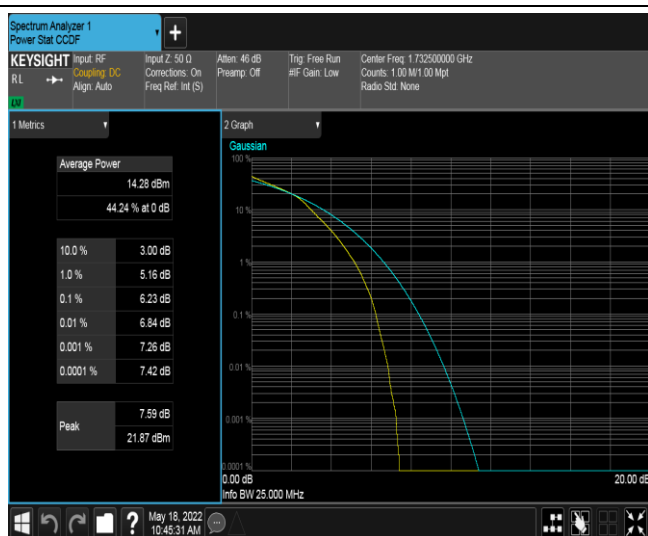 Spectrum Analyzer 1
Power Stat CCDF
KEYSIGHT
RL
LXI
Input: RF
Coupling: DC
Align: Auto
Input Z: 50 Ω
Corrections: On
Freq Ref: Int (S)
Atten: 46 dB
Preamp: Off
Trig: Free Run
#IF Gain: Low
Center Freq: 1.732500000 GHz
Counts: 1.00 M/1.00 Mpt
Radio Std: None
1 Metrics
Average Power
14.28 dBm
44.24 % at 0 dB
10.0 % 3.00 dB
1.0 % 5.16 dB
0.1 % 6.23 dB
0.01 % 6.84 dB
0.001 % 7.26 dB
0.0001 % 7.42 dB
Peak
7.59 dB
21.87 dBm
2 Graph
Gaussian
100 %
10 %
1 %
0.1 %
0.01 %
0.001 %
0.0001 %
0.00 dB 20.00 dB
Info BW 25.000 MHz
?
May 18, 2022
10:45:31 AM